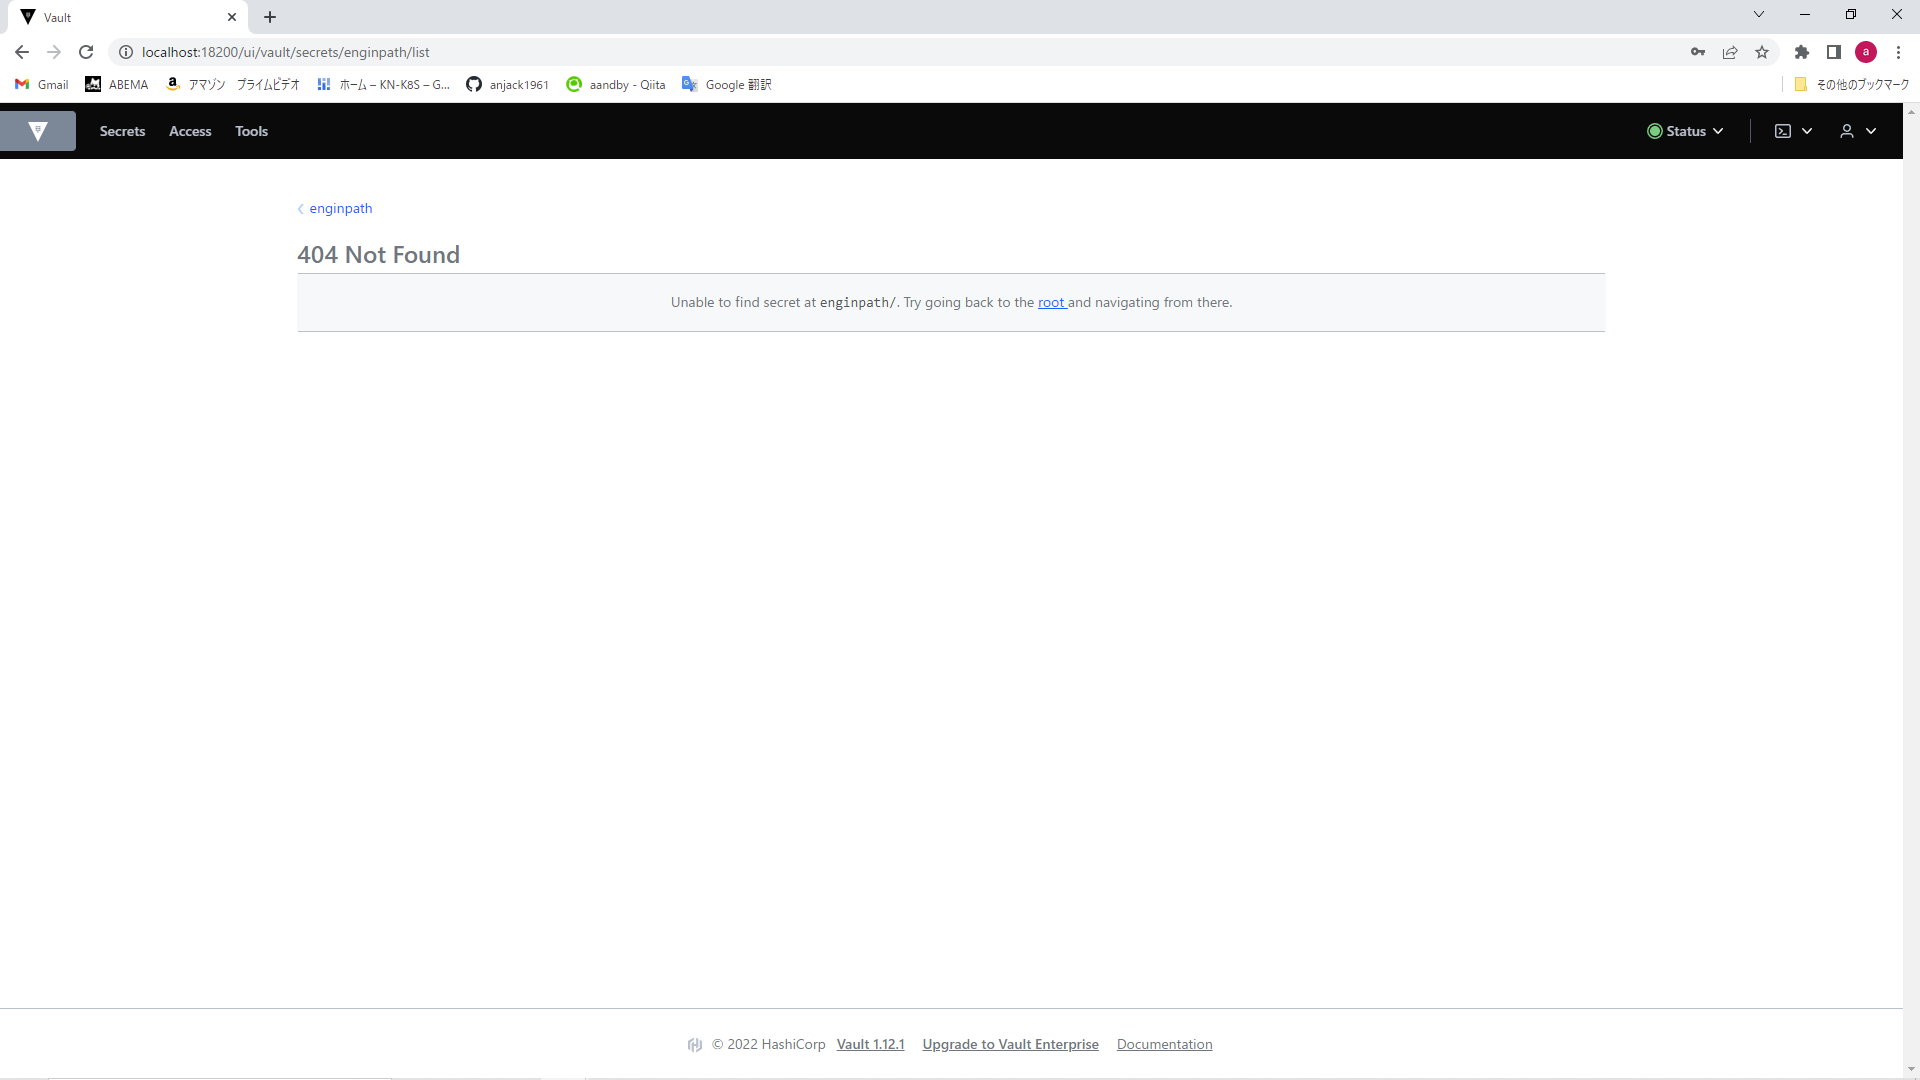 Vault
localhost:18200/ui/vault/secrets/enginpath/list
a
Gmail
ABEMA
アマゾン プライムビデオ
ホーム – KN-K8S – G...
anjack1961
aandby - Qiita
Google 翻訳
その他のブックマーク
Secrets
Access
Tools
Status
enginpath
404 Not Found
Unable to find secret at enginpath/. Try going back to the root and navigating from there.
© 2022 HashiCorp Vault 1.12.1 Upgrade to Vault Enterprise Documentation